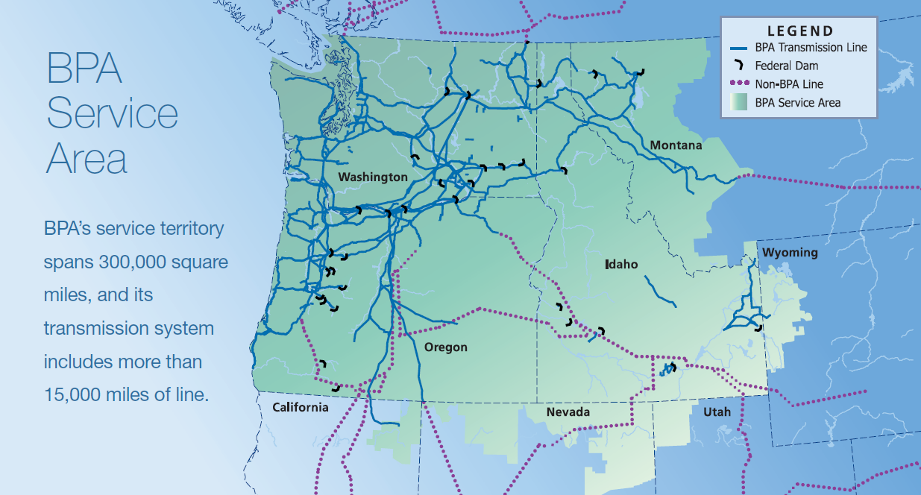 BPA
Service
Area
BPA's service territory
spans 300,000 square
miles, and its
transmission system
includes more than
15,000 miles of line.
LEGEND
BPA Transmission Line
Federal Dam
Non-BPA Line
BPA Service Area
Montana
Washington
Wyoming
Idaho
Oregon
California
Nevada
Utah